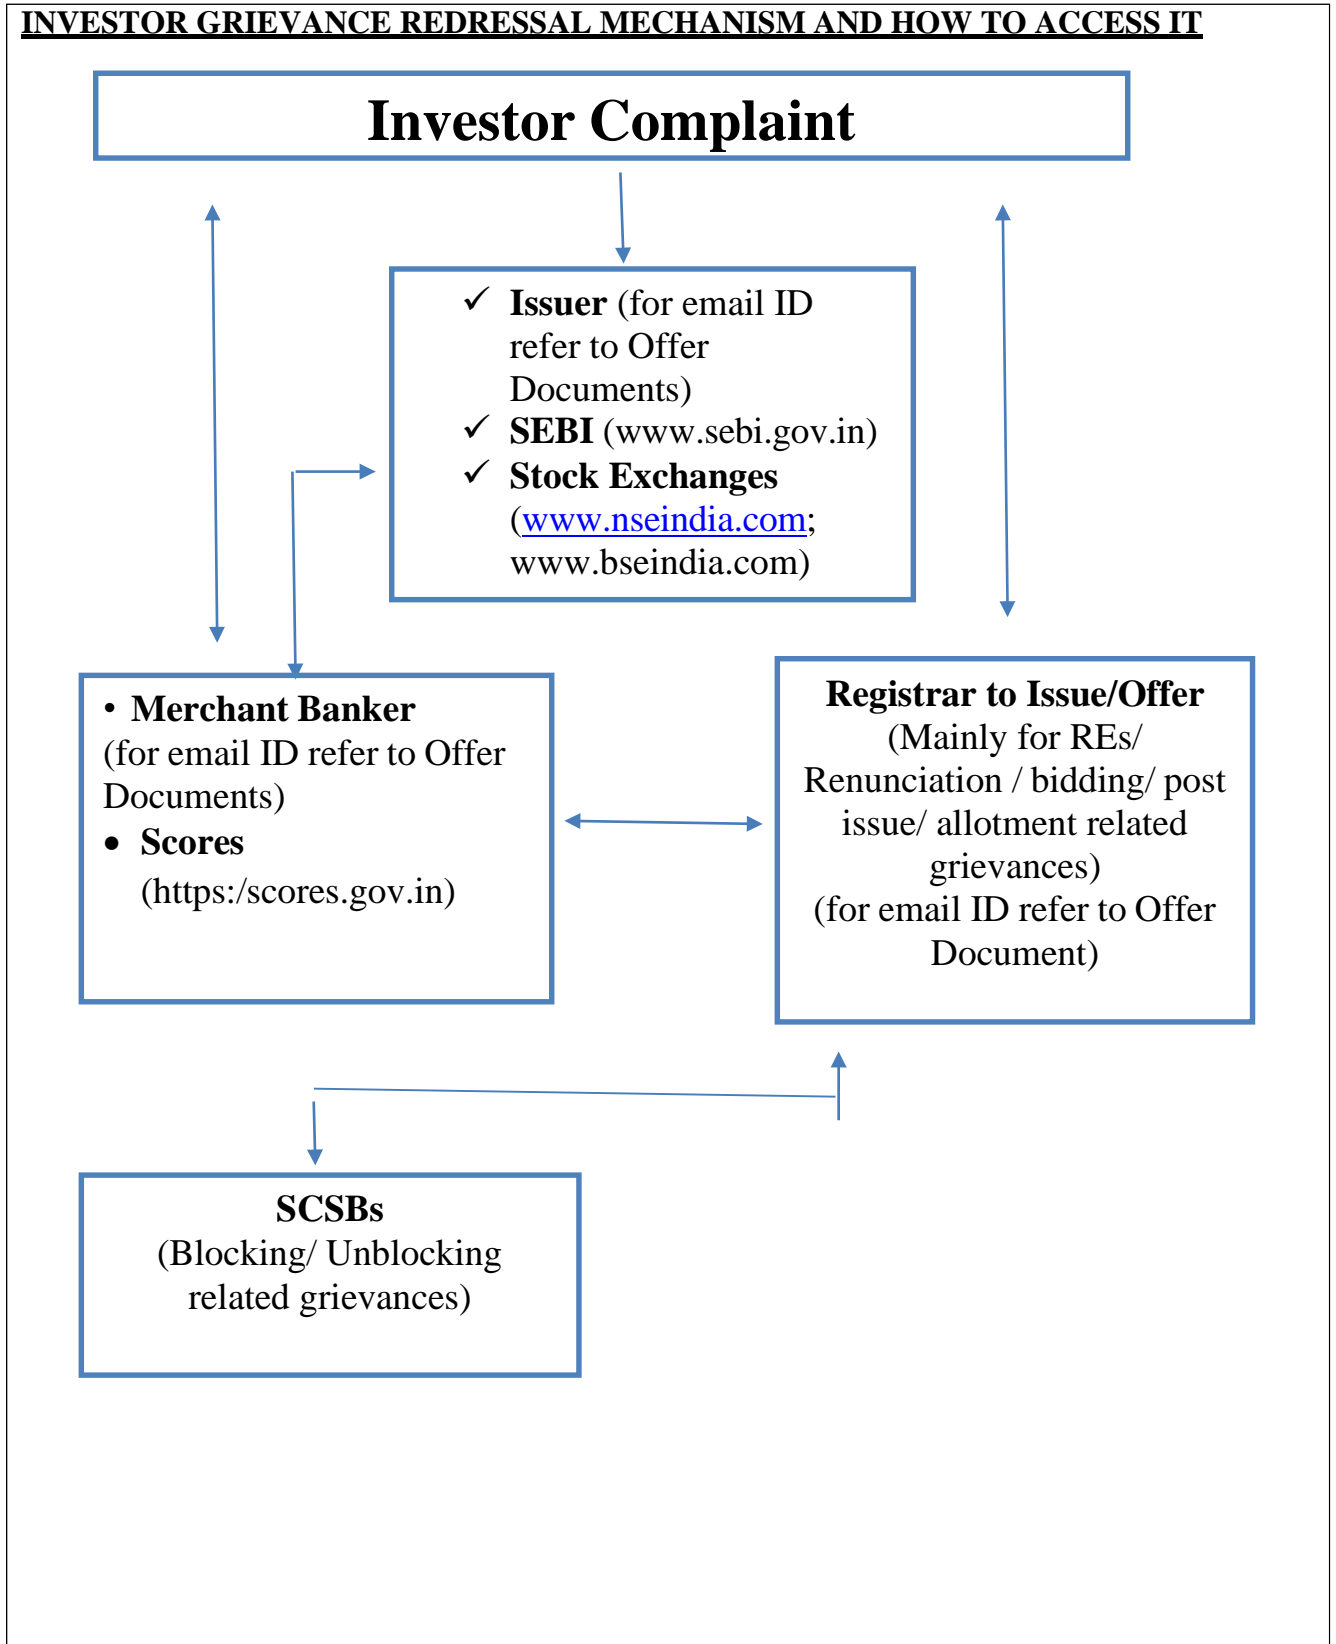 INVESTOR GRIEVANCE REDRESSAL MECHANISM AND HOW TO ACCESS IT
Investor Complaint
✓ Issuer (for email ID
refer to Offer
Documents)
✓ SEBI (www.sebi.gov.in)
✓ Stock Exchanges
(www.nseindia.com;
www.bseindia.com)
• Merchant Banker
(for email ID refer to Offer
Documents)
• Scores
(https:/scores.gov.in)
Registrar to Issue/Offer
(Mainly for REs/
Renunciation / bidding/ post
issue/ allotment related
grievances)
(for email ID refer to Offer
Document)
SCSBs
(Blocking/ Unblocking
related grievances)